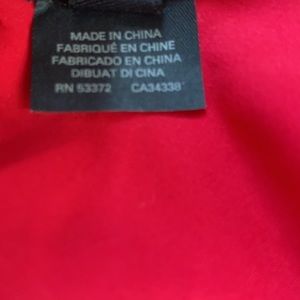 MADE IN CHINA
FABRIQUÉ EN CHINE
FABRICADO EN CHINA
DIBUAT DI CINA
RN 53372 CA34338